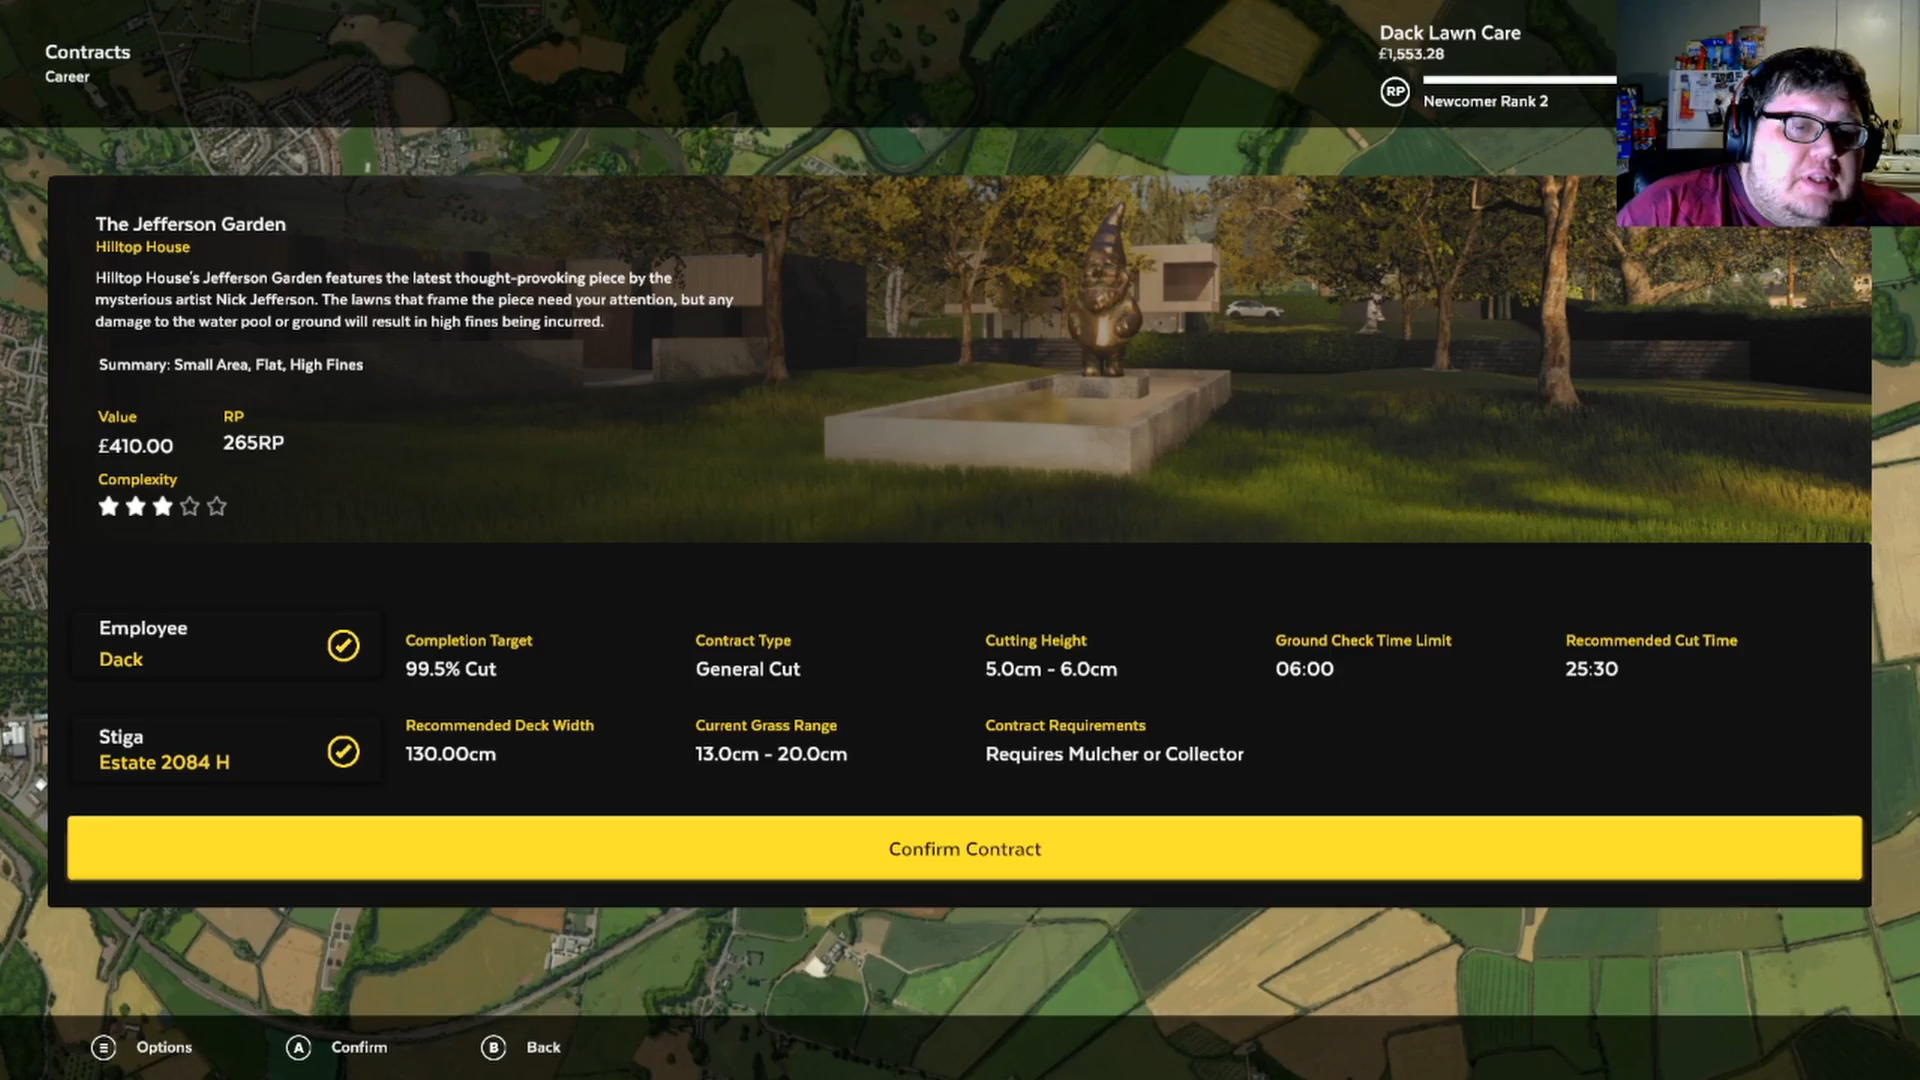 Contracts
Career
Dack Lawn Care
£1,553.28
RP
Newcomer Rank 2
The Jefferson Garden
Hilltop House
Hilltop House's Jefferson Garden features the latest thought-provoking piece by the
mysterious artist Nick Jefferson. The lawns that frame the piece need your attention, but any
damage to the water pool or ground will result in high fines being incurred.
Summary: Small Area, Flat, High Fines
Value
RP
£410.00
265RP
Complexity
Employee
Dack
Completion Target
99.5% Cut
Contract Type
General Cut
Cutting Height
5.0cm - 6.0cm
Ground Check Time Limit
06:00
Recommended Cut Time
25:30
Stiga
Estate 2084 H
Recommended Deck Width
130.00cm
Current Grass Range
13.0cm - 20.0cm
Contract Requirements
Requires Mulcher or Collector
Confirm Contract
Options
A Confirm
B Back